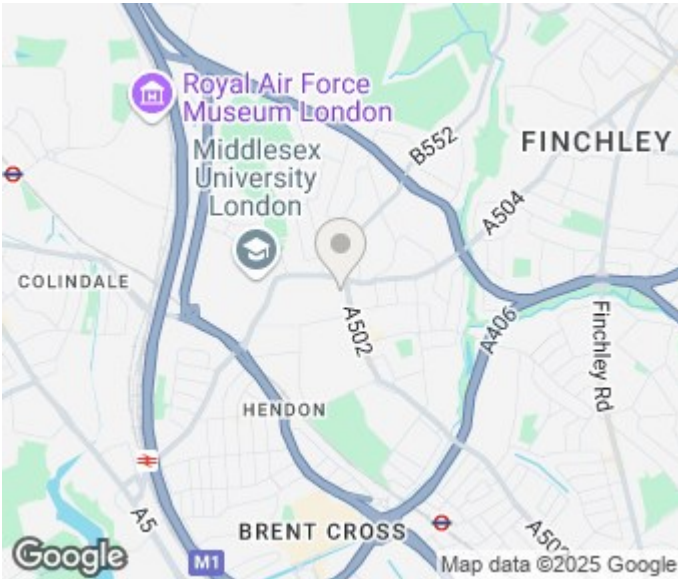 Royal Air Force
Museum London
Middlesex
University
London
B552
FINCHLEY
A504
COLINDALE
A502
A406
Finchley Rd
HENDON
A5
BRENT CROSS
A502
M1
Google
Map data ©2025 Google